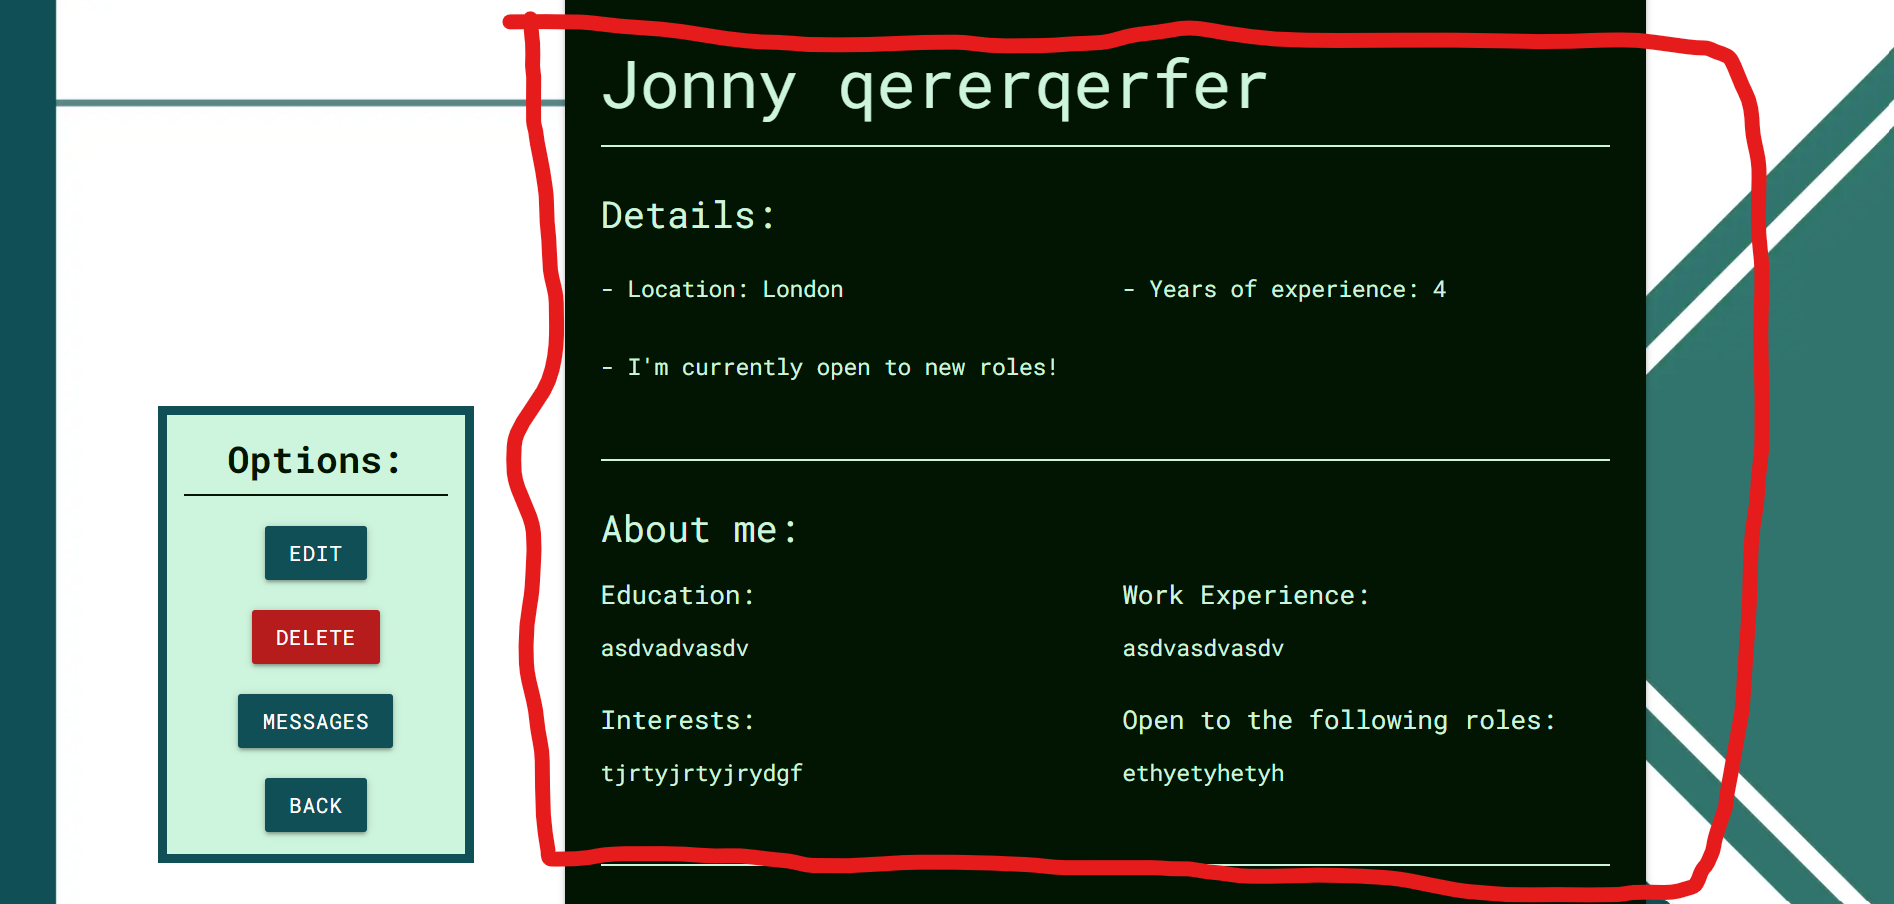 Jonny qererqerfer
Details:
- Location: London
- Years of experience: 4
- I'm currently open to new roles!
Options:
EDIT
DELETE
MESSAGES
BACK
About me:
Education:
asdvadvasdv
Work Experience:
asdvasdvasdv
Interests:
tjrtyjrtyjrydgf
Open to the following roles:
ethyetyhetyh